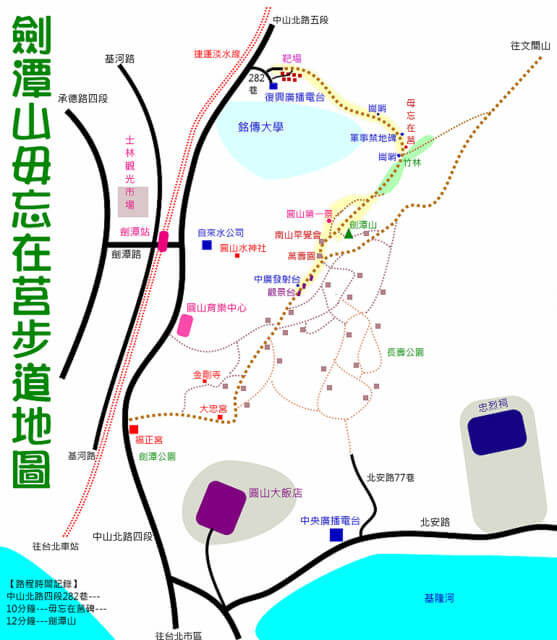 劍潭山毋忘在莒步道地圖
中山北路五段
往文間山
捷運淡水線
基河路
靶場
282
巷
復興廣播電台
崗哨
毋忘在莒
承德路四段
銘傳大學
軍事禁地碑
崗哨
竹林
士林觀光市場
圓山第一景
劍潭山
劍潭站
自來水公司
南山早覺會
圓山水神社
劍潭路
萬壽園
中廣發射台
觀景台
圓山育樂中心
長壽公園
金剛寺
忠烈祠
大忠宮
福正宮
基河路
劍潭公園
北安路77巷
圓山大飯店
中央廣播電台
北安路
中山北路四段
往台北車站
【路程時間記錄】
中山北路四段282巷---
10分鐘---毋忘在莒碑---
12分鐘---劍潭山
基隆河
往台北市區